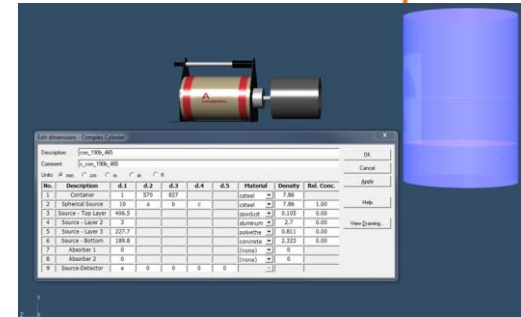 Edit dimensions - Complex Cylinder
Description: con_190b_465
Comment: c_con_190b_465
Units mm cm m in ft
OK
Cancel
Apply
Help
View Drawing...
No. Description d.1 d.2 d.3 d.4 d.5 Material Density Rel. Conc.
1 Container 1 570 827 csteel 7.86
2 Spherical Source 10 a b c csteel 7.86 1.00
3 Source - Top Layer 406.5 sawdust 0.105 0.00
4 Source - Layer 2 3 aluminum 2.7 0.00
5 Source - Layer 3 227.7 polyethe 0.811 0.00
6 Source - Bottom 189.8 concrete 2.323 0.00
7 Absorber 1 0 (none) 0
8 Absorber 2 0 (none) 0
9 Source-Detector e 0 0 0 0
Y
Z X